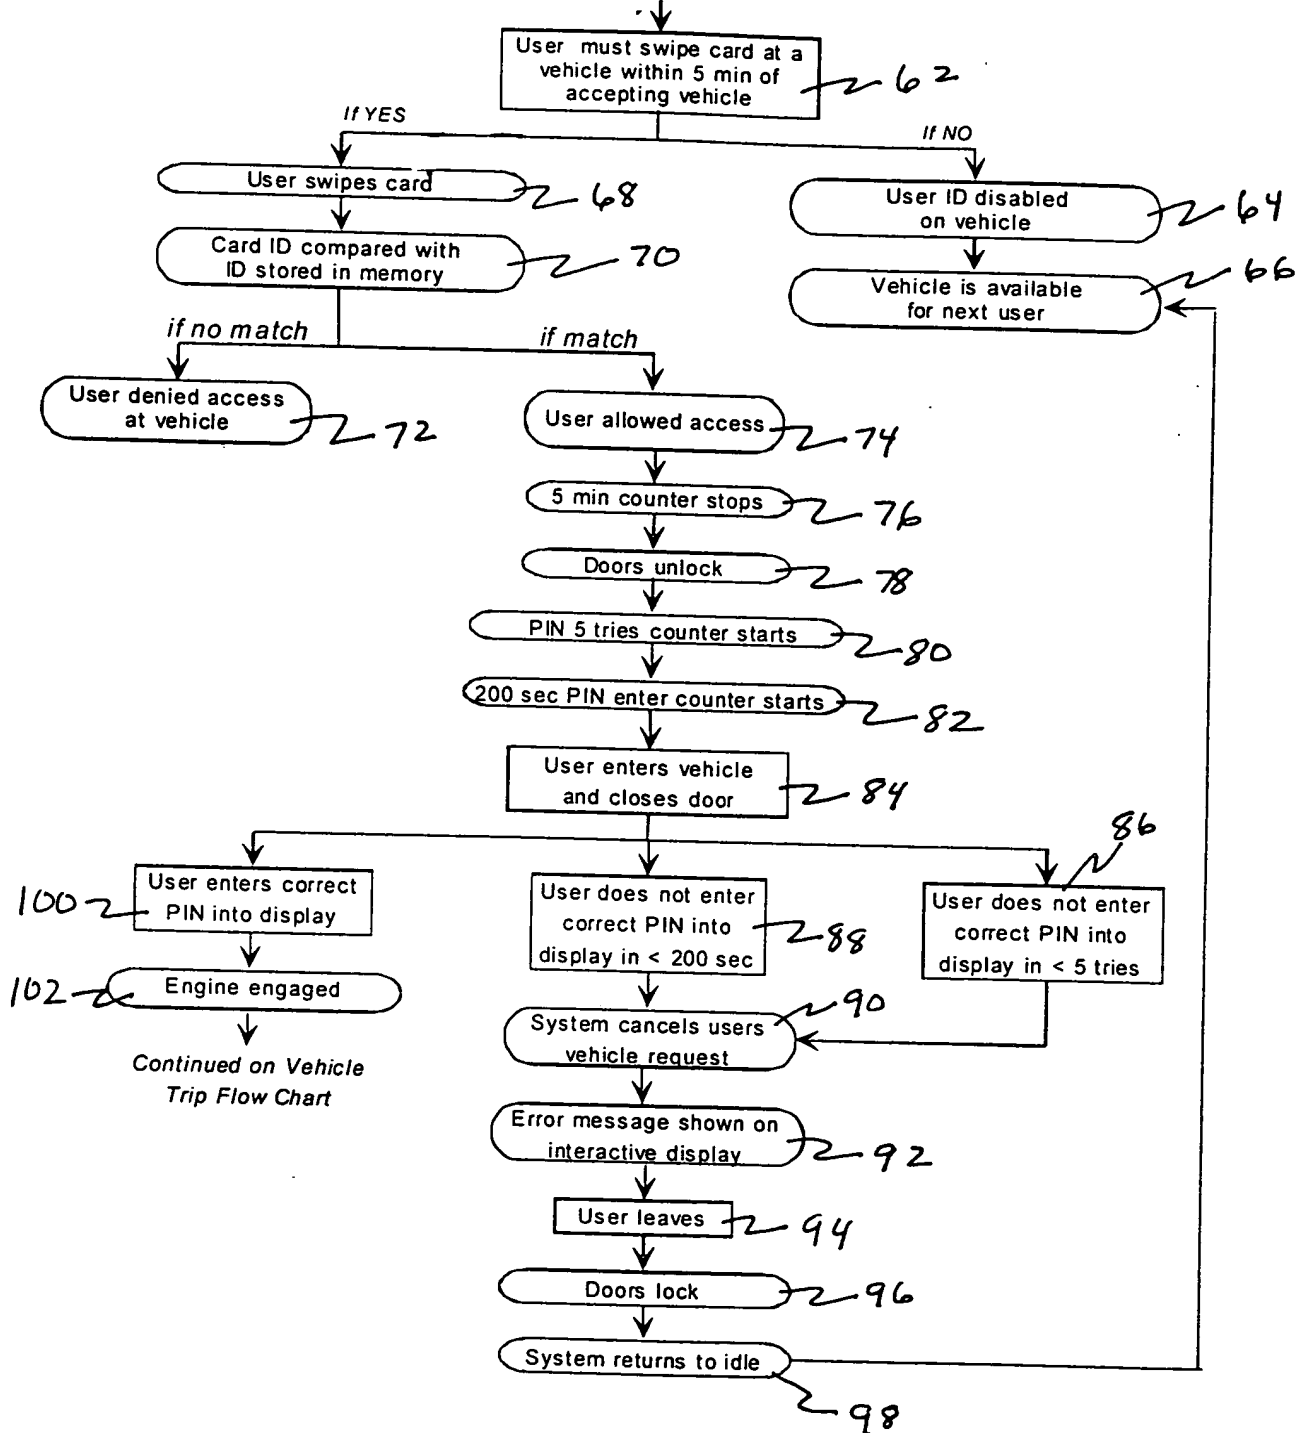 User must swipe card at a
vehicle within 5 min of
accepting vehicle
62
If YES
If NO
User swipes card
68
User ID disabled
on vehicle
64
Card ID compared with
ID stored in memory
70
Vehicle is available
for next user
66
if no match
if match
User denied access
at vehicle
72
User allowed access
74
5 min counter stops
76
Doors unlock
78
PIN 5 tries counter starts
80
200 sec PIN enter counter starts
82
User enters vehicle
and closes door
84
86
100
User enters correct
PIN into display
User does not enter
correct PIN into
display in < 200 sec
88
User does not enter
correct PIN into
display in < 5 tries
102
Engine engaged
90
System cancels users
vehicle request
Continued on Vehicle
Trip Flow Chart
Error message shown on
interactive display
92
User leaves
94
Doors lock
96
System returns to idle
98